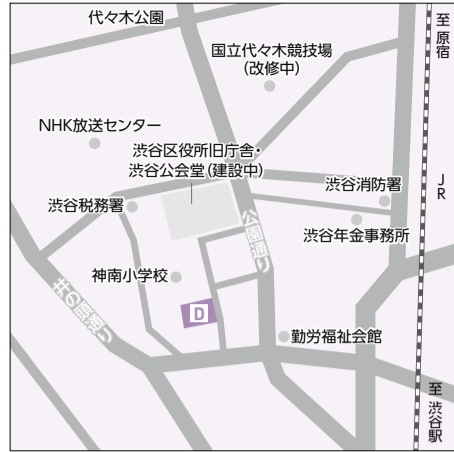 代々木公園
国立代々木競技場
(改修中)
至 原宿
NHK放送センター
渋谷区役所旧庁舎・
渋谷公会堂(建設中)
渋谷消防署
JR
渋谷税務署
渋谷年金事務所
公園通り
神南小学校
井の頭通り
D
勤労福祉会館
至 渋谷駅